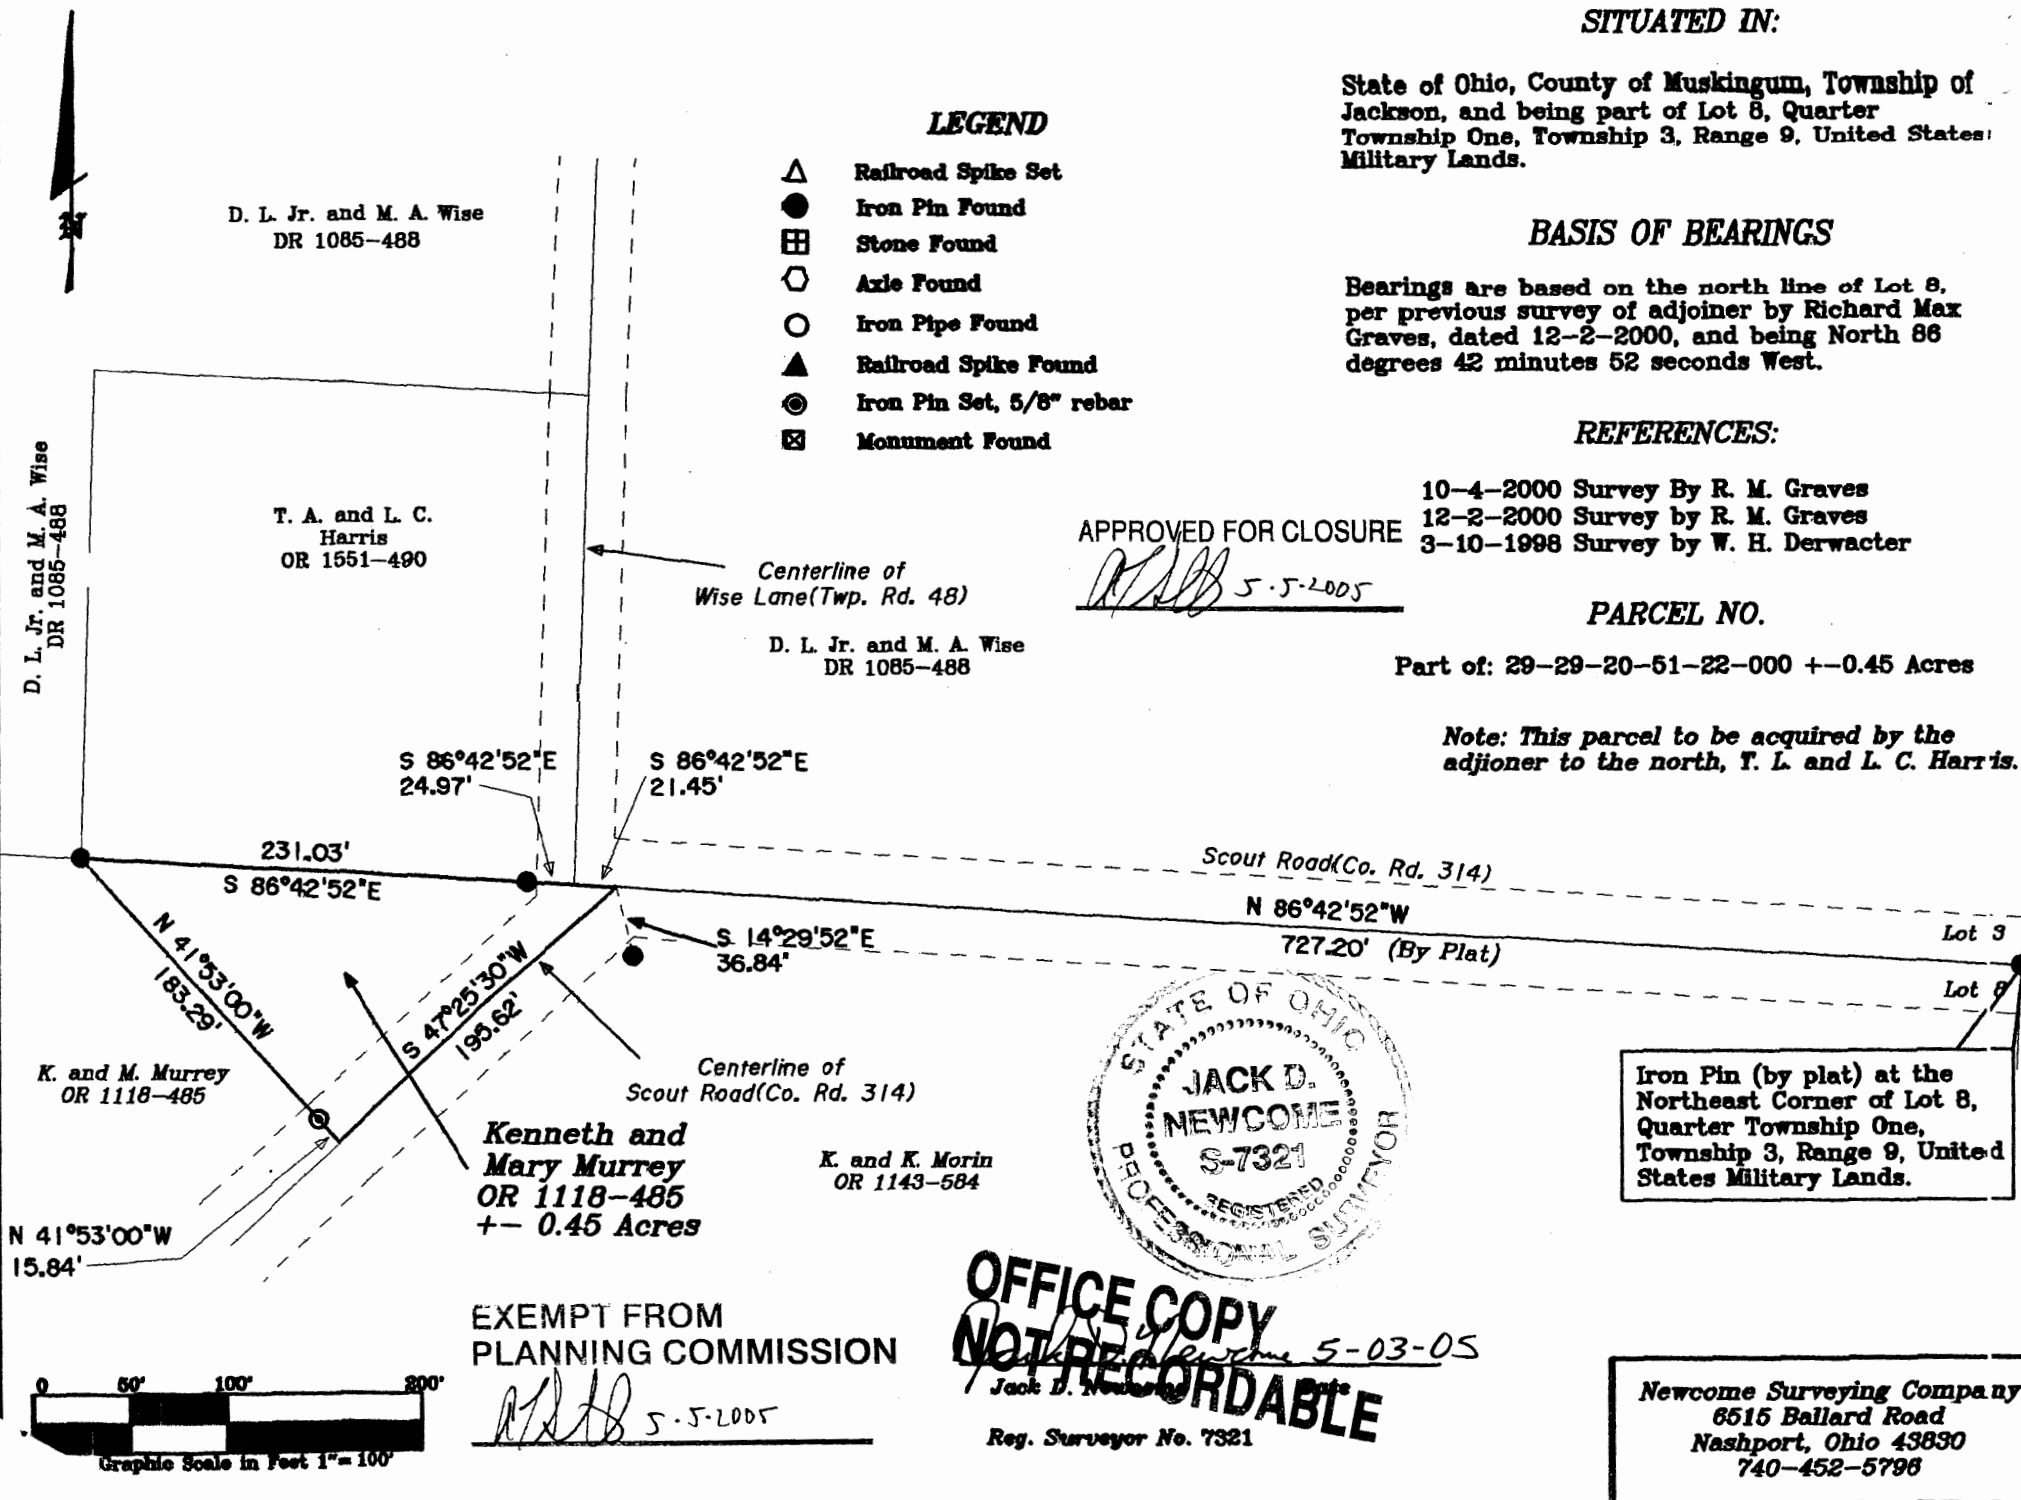 SITUATED IN:
State of Ohio, County of Muskingum, Township of
Jackson, and being part of Lot 8, Quarter
Township One, Township 3, Range 9, United States
Military Lands.
BASIS OF BEARINGS
Bearings are based on the north line of Lot 8,
per previous survey of adjoiner by Richard Max
Graves, dated 12-2-2000, and being North 86
degrees 42 minutes 52 seconds West.
REFERENCES:
10-4-2000 Survey By R. M. Graves
12-2-2000 Survey by R. M. Graves
3-10-1998 Survey by W. H. Derwacter
PARCEL NO.
Part of: 29-29-20-51-22-000 +-0.45 Acres
Note: This parcel to be acquired by the
adjioner to the north, T. L. and L. C. Harris.
LEGEND
Railroad Spike Set
Iron Pin Found
Stone Found
Axle Found
Iron Pipe Found
Railroad Spike Found
Iron Pin Set, 5/8" rebar
Monument Found
N
D. L. Jr. and M. A. Wise
DR 1085-488
D. L. Jr. and M. A. Wise
DR 1085-488
T. A. and L. C.
Harris
OR 1551-490
Centerline of
Wise Lane(Twp. Rd. 48)
D. L. Jr. and M. A. Wise
DR 1085-488
APPROVED FOR CLOSURE
5-5-2005
S 86°42'52"E
24.97'
S 86°42'52"E
21.45'
231.03'
S 86°42'52"E
Scout Road(Co. Rd. 314)
N 86°42'52"W
727.20' (By Plat)
Lot 3
Lot 8
S 14°29'52"E
36.84'
N 41°53'00"W
183.29'
S 47°25'30"W
195.62'
K. and M. Murrey
OR 1118-485
Centerline of
Scout Road(Co. Rd. 314)
Kenneth and
Mary Murrey
OR 1118-485
+- 0.45 Acres
K. and K. Morin
OR 1143-584
N 41°53'00"W
15.84'
STATE OF OHIO
JACK D.
NEWCOME
S-7321
REGISTERED
PROFESSIONAL SURVEYOR
Iron Pin (by plat) at the
Northeast Corner of Lot 8,
Quarter Township One,
Township 3, Range 9, United
States Military Lands.
EXEMPT FROM
PLANNING COMMISSION
5-5-2005
OFFICE COPY
NOT RECORDABLE
Jack D. Newcome 5-03-05
Jack D. Newcome Date
Reg. Surveyor No. 7321
0 50' 100' 200'
Graphic Scale in Feet 1"= 100'
Newcome Surveying Company
6515 Ballard Road
Nashport, Ohio 43830
740-452-5796